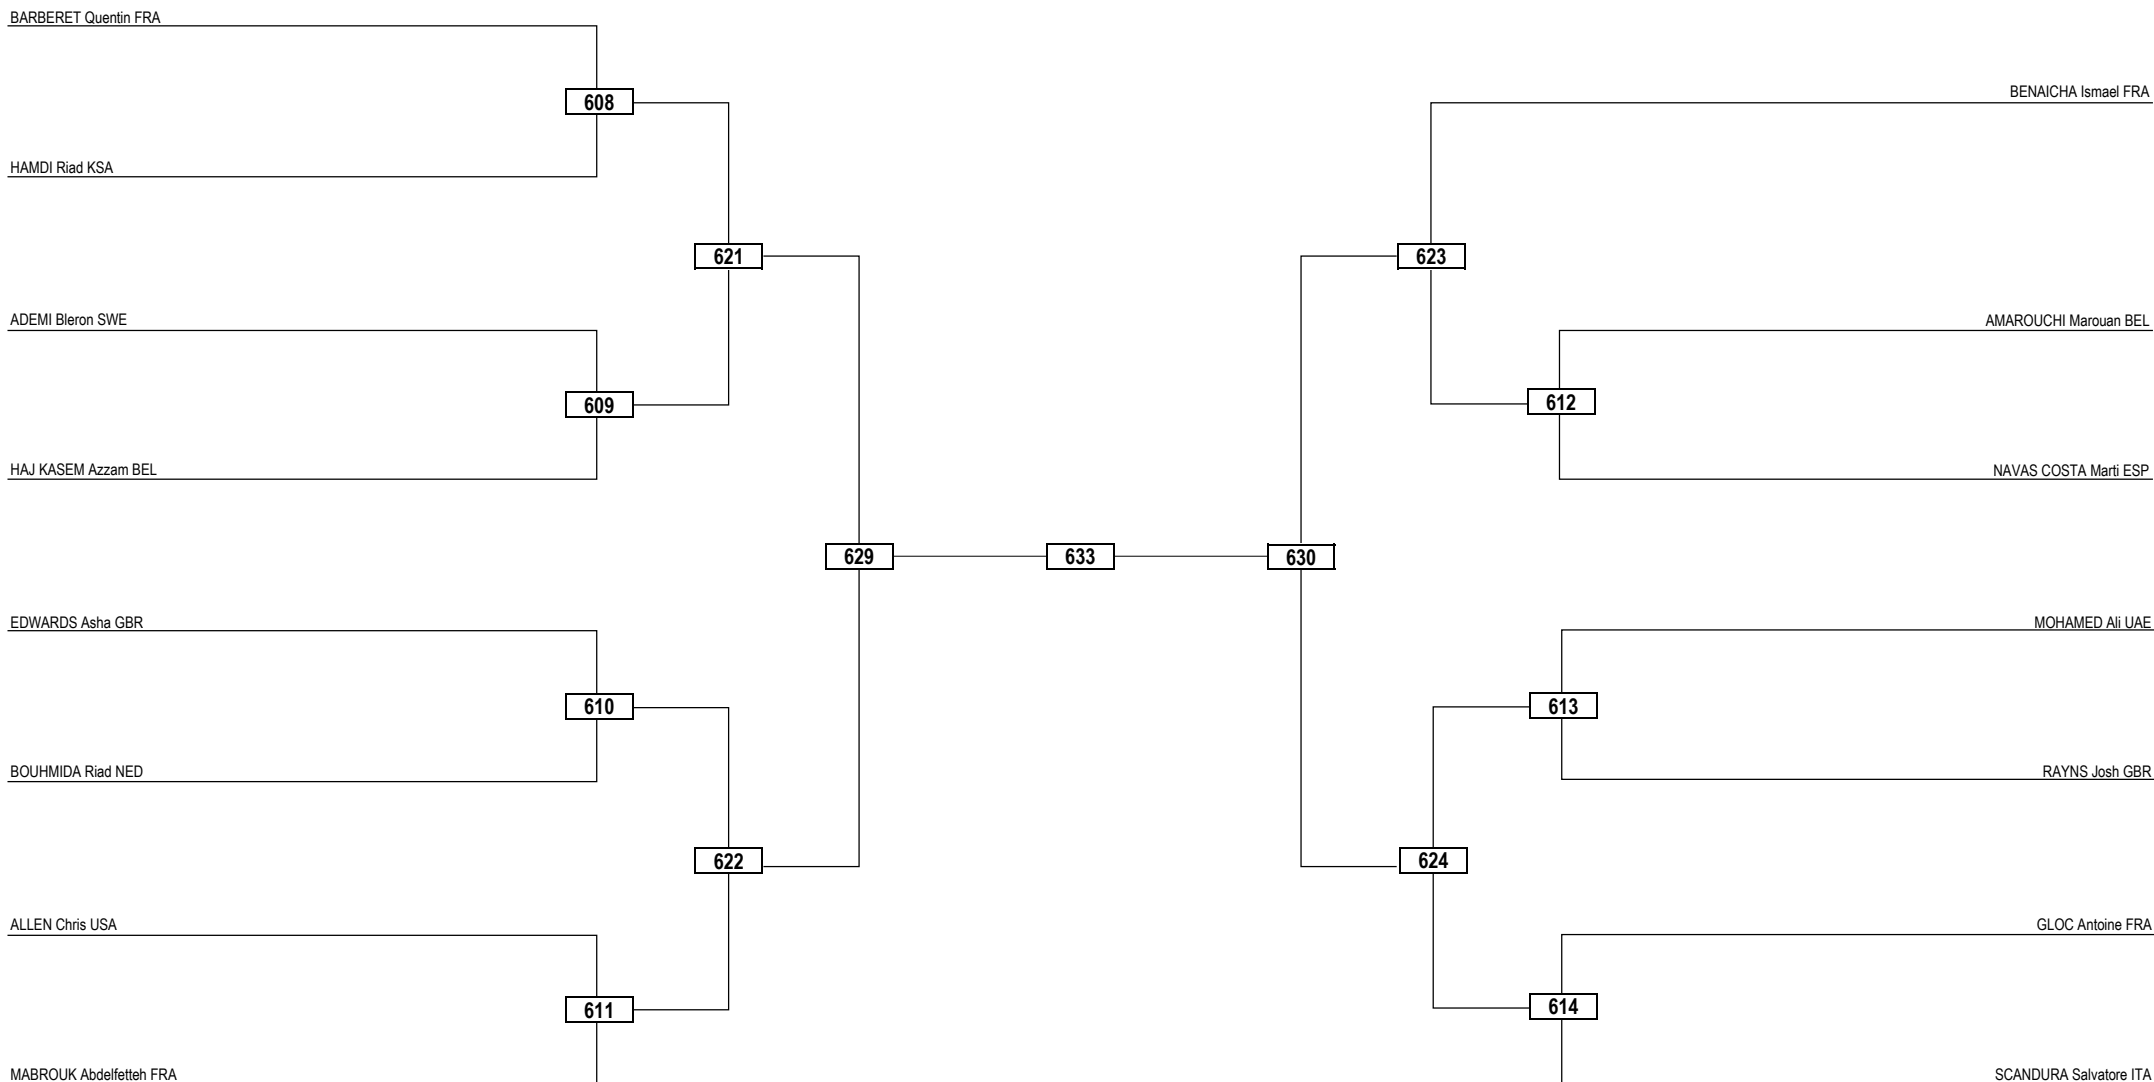 BARBERET Quentin FRA
608
BENAICHA Ismael FRA
HAMDI Riad KSA
621
623
ADEMI Bleron SWE
AMAROUCHI Marouan BEL
609
612
HAJ KASEM Azzam BEL
NAVAS COSTA Marti ESP
629
633
630
EDWARDS Asha GBR
MOHAMED Ali UAE
610
613
BOUHMIDA Riad NED
RAYNS Josh GBR
622
624
ALLEN Chris USA
GLOC Antoine FRA
611
614
MABROUK Abdelfetteh FRA
SCANDURA Salvatore ITA